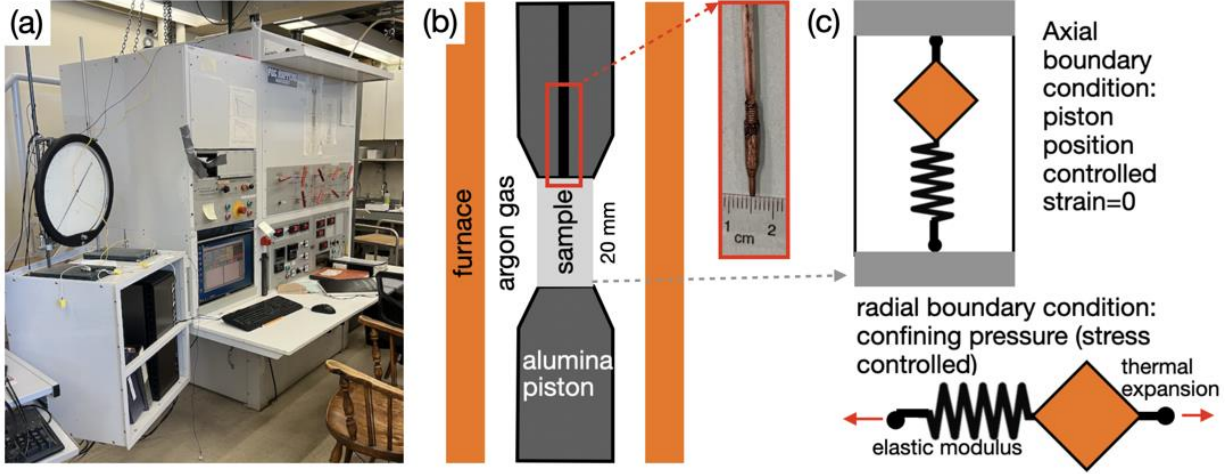 (a)
(b)
furnace
argon gas
sample
20 mm
alumina
piston
1
2
cm
(c)
Axial
boundary
condition:
piston
position
controlled
strain=0
radial boundary condition:
confining pressure (stress
controlled)
thermal
expansion
elastic modulus